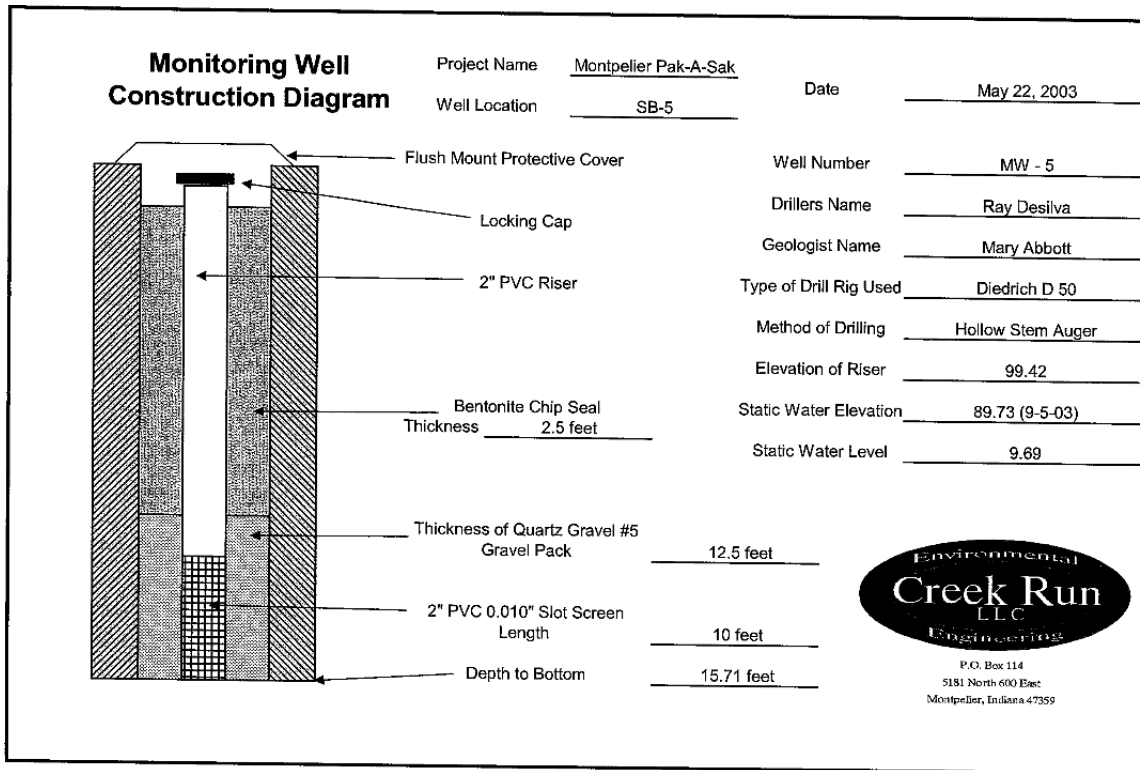 Monitoring Well
Construction Diagram
Project Name Montpelier Pak-A-Sak
Well Location SB-5
Date May 22, 2003
Flush Mount Protective Cover
Locking Cap
2" PVC Riser
Bentonite Chip Seal
Thickness 2.5 feet
Thickness of Quartz Gravel #5
Gravel Pack 12.5 feet
2" PVC 0.010" Slot Screen
Length 10 feet
Depth to Bottom 15.71 feet
Well Number MW - 5
Drillers Name Ray Desilva
Geologist Name Mary Abbott
Type of Drill Rig Used Diedrich D 50
Method of Drilling Hollow Stem Auger
Elevation of Riser 99.42
Static Water Elevation 89.73 (9-5-03)
Static Water Level 9.69
Environmental
Creek Run
LLC
Engineering
P.O. Box 114
5181 North 600 East
Montpelier, Indiana 47359